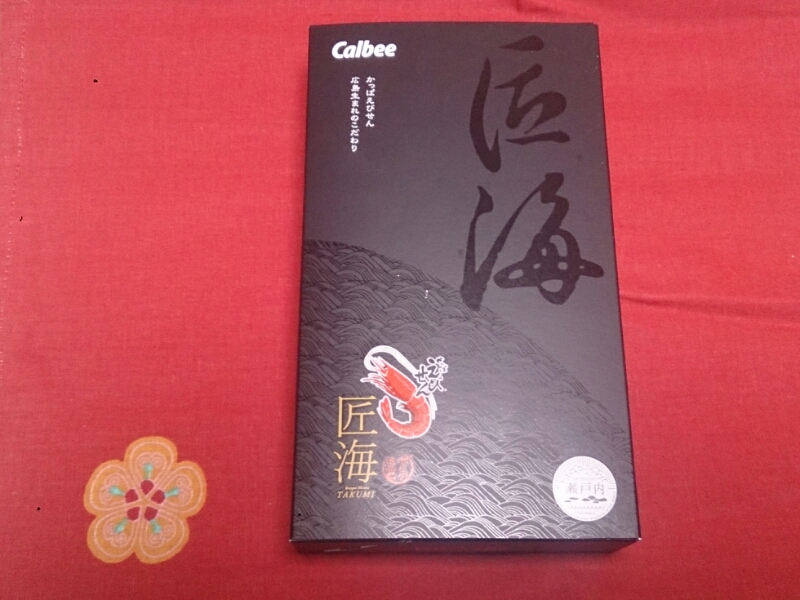 Calbee
かっぱえびせん
広島生まれのこだわり
匠海
えびせん
匠海
TAKUMI
瀬戸内